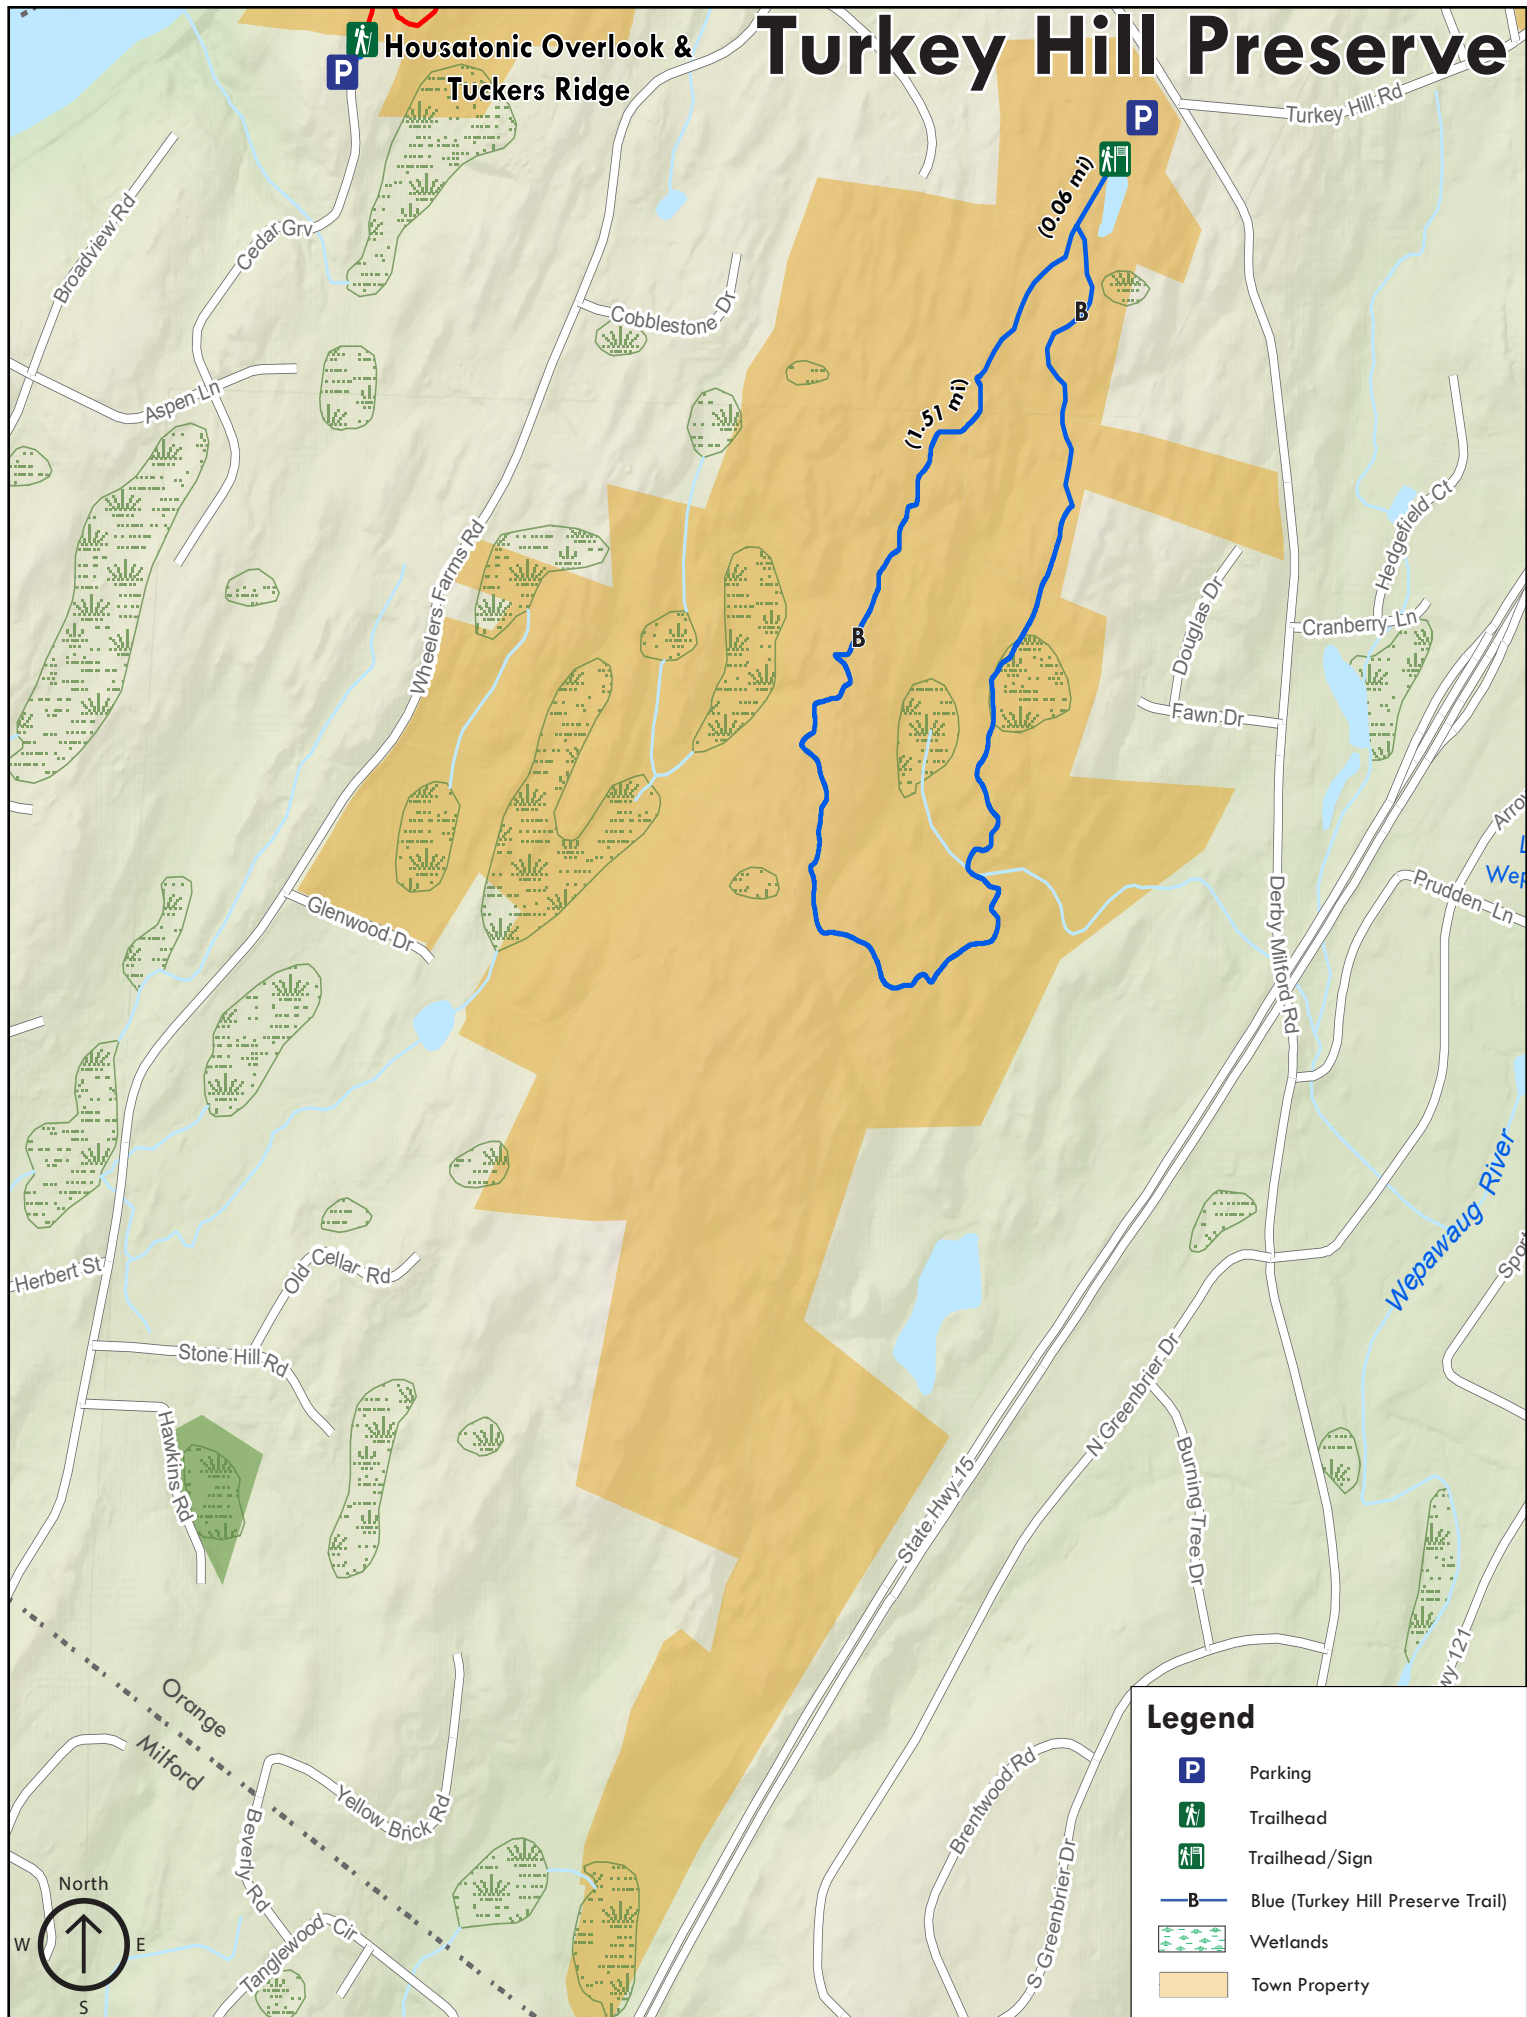 Turkey Hill Preserve
P
Housatonic Overlook &
Tuckers Ridge
P
Turkey Hill Rd
(0.06 mi)
Broadview Rd
Cedar Grv
Cobblestone Dr
B
Aspen Ln
(1.51 mi)
Wheelers Farms Rd
Hedgefield Ct
Douglas Dr
Cranberry Ln
B
Fawn Dr
Prudden Ln
Glenwood Dr
Derby Milford Rd
Wepawaug River
Herbert St
Old Cellar Rd
Stone Hill Rd
N Greenbrier Dr
Hawkins Rd
Burning Tree Dr
State Hwy 15
121
Orange
Milford
Yellow Brick Rd
Beverly Rd
Brentwood Rd
S Greenbrier Dr
Tanglewood Cir
North
W
E
S
Legend
P Parking
Trailhead
Trailhead/Sign
B Blue (Turkey Hill Preserve Trail)
Wetlands
Town Property